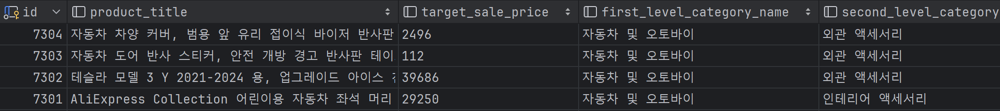 id product_title target_sale_price first_level_category_name second_level_category
7304 자동차 차양 커버, 범용 앞 유리 접이식 바이저 반사판 2496 자동차 및 오토바이 외관 액세서리
7303 자동차 도어 반사 스티커, 안전 개방 경고 반사판 테이 112 자동차 및 오토바이 외관 액세서리
7302 테슬라 모델 3 Y 2021-2024 용, 업그레이드 아이스 39686 자동차 및 오토바이 외관 액세서리
7301 AliExpress Collection 어린이용 자동차 좌석 머리 29250 자동차 및 오토바이 인테리어 액세서리